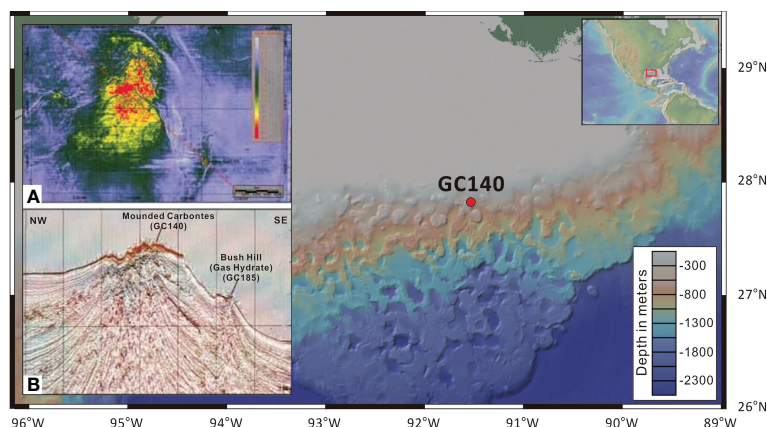 A
NW
Mounded Carbontes
(GC140)
SE
Bush Hill
(Gas Hydrate)
(GC185)
B
GC140
Depth in meters
-300
-800
-1300
-1800
-2300
29°N
28°N
27°N
26°N
96°W
95°W
94°W
93°W
92°W
91°W
90°W
89°W